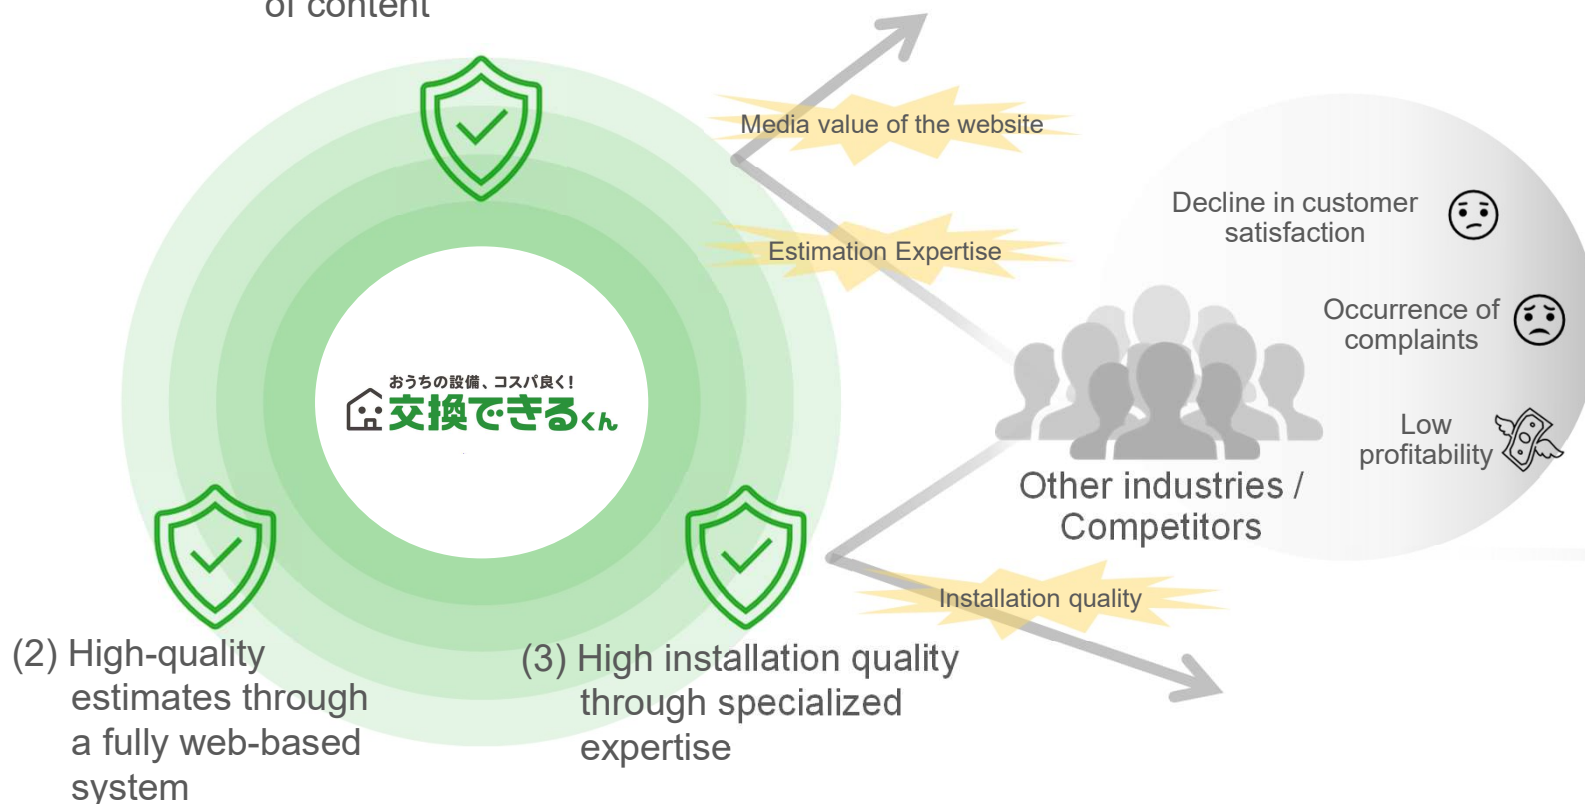 of content
Media value of the website
Estimation Expertise
Decline in customer
satisfaction
Occurrence of
complaints
Low
profitability
おうちの設備、コスパ良く!
交換できるくん
Other industries /
Competitors
Installation quality
(2) High-quality
estimates through
a fully web-based
system
(3) High installation quality
through specialized
expertise